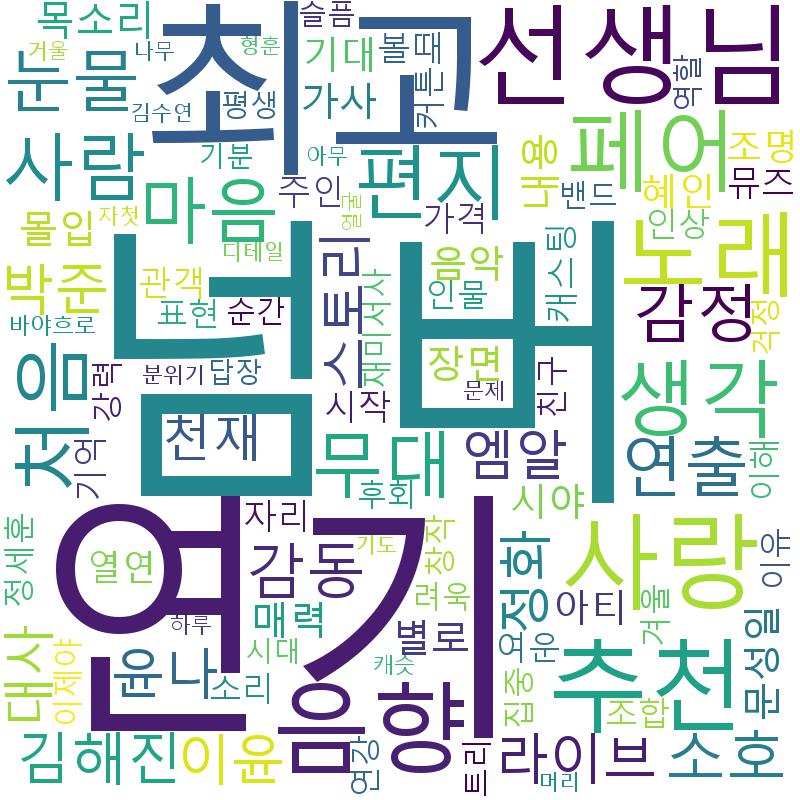 목소리
슬픔
거울
나무
형훈
기대
볼때
커튼때
최고
선생님
역할
눈물
김수연
평생
가사
사람
기분
아무
편지
내용
페어
조명
밴드
혜인
뮤즈
마음
주인
얼굴
가격
인상
몰입
자첫
디테일
넘버
노래
박준
관객
표현
순간
스토리
재미
서사
음악
인물
캐스팅
감정
걱정
바야흐로
처음
강력
분위기
답장
장면
문제
친구
생각
천재
시작
기억
무대
엠알
연출
이해
후회
시야
자리
연기
정세훈
열연
감동
기도
창작
려욱
정화
사랑
아티
이유
겨울
하루
매력
별로
요한
대사
이제야
윤나
소리
시대
캐슷
음향
집중
추천
조합
문성일
김해진
이윤
연강
트리
라이브
머리
소호